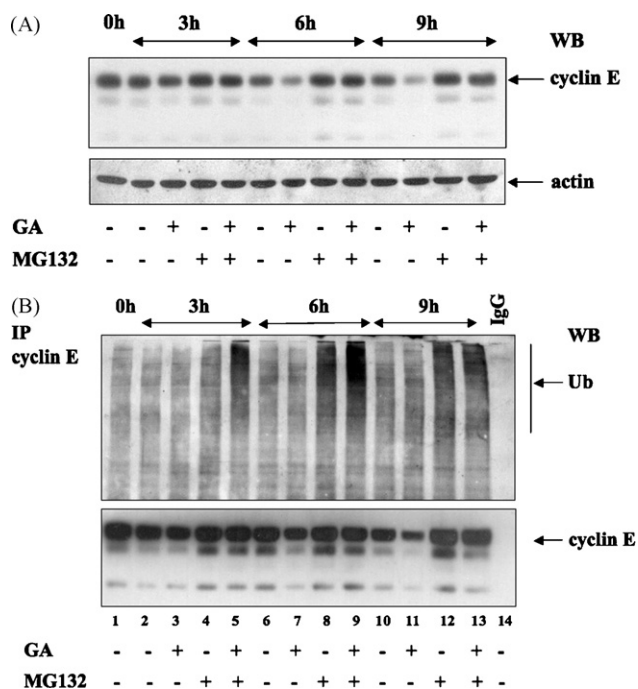 (A)
0h 3h 6h 9h WB
cyclin E
actin
GA - - + - + - + - + - + - +
MG132 - - - + + - - + + - - + +
(B)
0h 3h 6h 9h IgG
IP WB
cyclin E
Ub
cyclin E
1 2 3 4 5 6 7 8 9 10 11 12 13 14
GA - - + - + - + - + - + - + -
MG132 - - - + + - - + + - - + + -